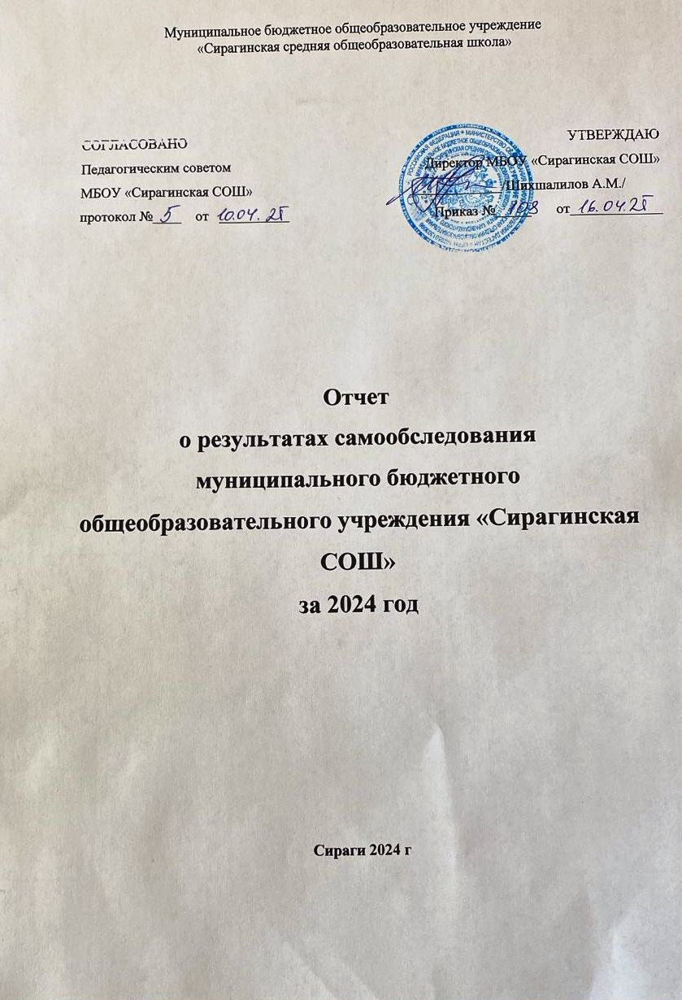 Муниципальное бюджетное общеобразовательное учреждение
«Сирагинская средняя общеобразовательная школа»
СОГЛАСОВАНО
Педагогическим советом
МБОУ «Сирагинская СОШ»
протокол № 5 от 10.04.25
УТВЕРЖДАЮ
Директор МБОУ «Сирагинская СОШ»
/Шихшалилов А.М./
Приказ № 108 от 16.04.25
Отчет
о результатах самообследования
муниципального бюджетного
общеобразовательного учреждения «Сирагинская
СОШ»
за 2024 год
Сираги 2024 г